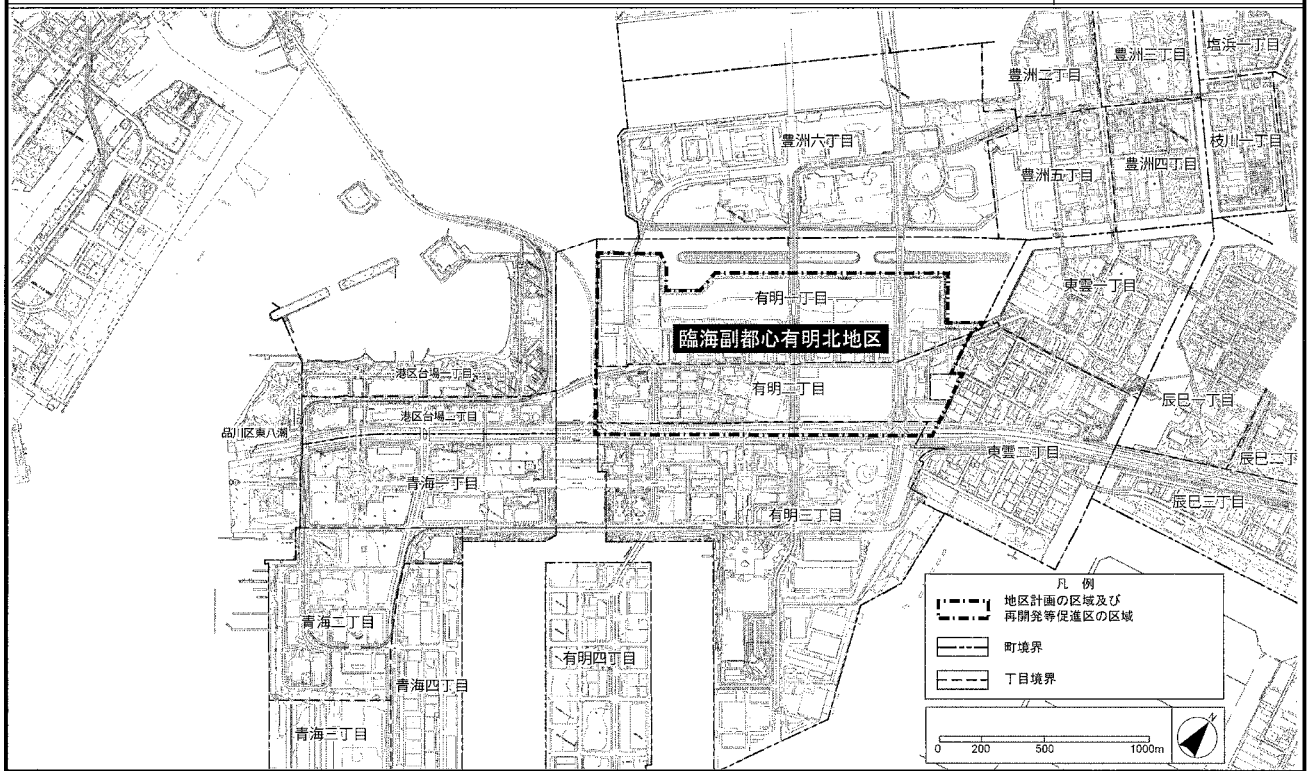 塩浜一丁目
豊洲三丁目
豊洲二丁目
豊洲六丁目
枝川一丁目
豊洲四丁目
豊洲五丁目
東雲一丁目
有明一丁目
臨海副都心有明北地区
港区台場一丁目
有明二丁目
辰巳一丁目
港区台場二丁目
品川区東八潮
東雲二丁目
辰巳二丁
青海一丁目
辰巳三丁目
有明三丁目
青海二丁目
有明四丁目
青海四丁目
青海三丁目
凡 例
地区計画の区域及び
再開発等促進区の区域
町境界
丁目境界
0 200 500 1000m
N